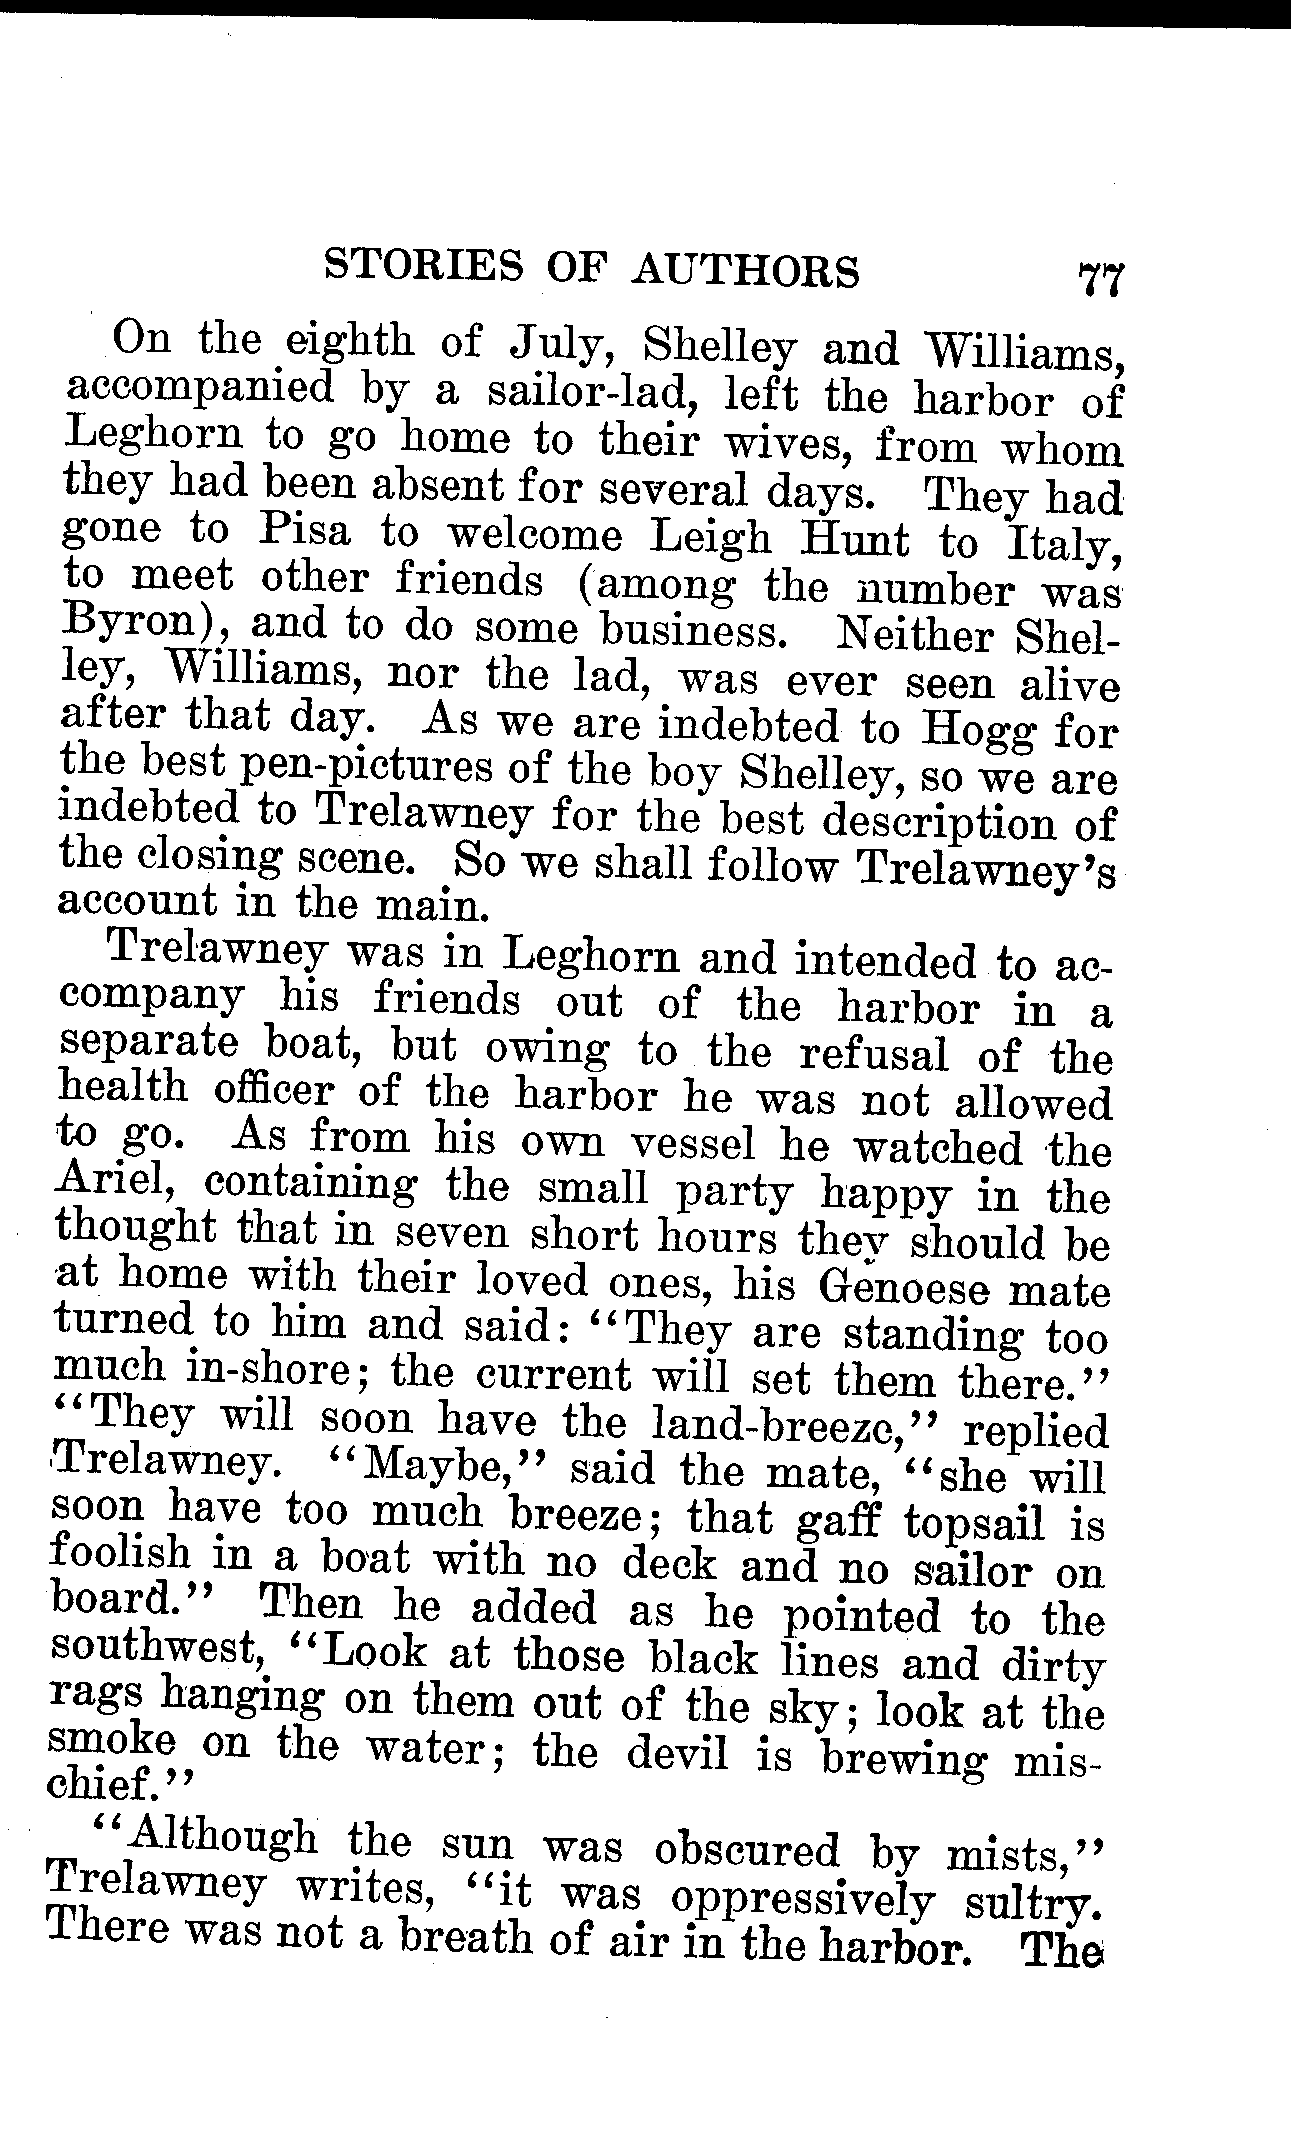 STORIES OF AUTHORS 77
On the eighth of July, Shelley and Williams,
accompanied by a sailor-lad, left the harbor of
Leghorn to go home to their wives, from whom
they had been absent for several days. They had
gone to Pisa to welcome Leigh Hunt to Italy,
to meet other friends (among the number was
Byron), and to do some business. Neither Shel-
ley, Williams, nor the lad, was ever seen alive
after that day. As we are indebted to Hogg for
the best pen-pictures of the boy Shelley, so we are
indebted to Trelawney for the best description of
the closing scene. So we shall follow Trelawney's
account in the main.
Trelawney was in Leghorn and intended to ac-
company his friends out of the harbor in a
separate boat, but owing to the refusal of the
health officer of the harbor he was not allowed
to go. As from his own vessel he watched the
Ariel, containing the small party happy in the
thought that in seven short hours they should be
at home with their loved ones, his Genoese mate
turned to him and said: "They are standing too
much in-shore; the current will set them there."
"They will soon have the land-breeze," replied
Trelawney. "Maybe," said the mate, "she will
soon have too much breeze; that gaff topsail is
foolish in a boat with no deck and no sailor on
board." Then he added as he pointed to the
southwest, "Look at those black lines and dirty
rags hanging on them out of the sky; look at the
smoke on the water; the devil is brewing mis-
chief."
"Although the sun was obscured by mists,"
Trelawney writes, "it was oppressively sultry.
There was not a breath of air in the harbor. The